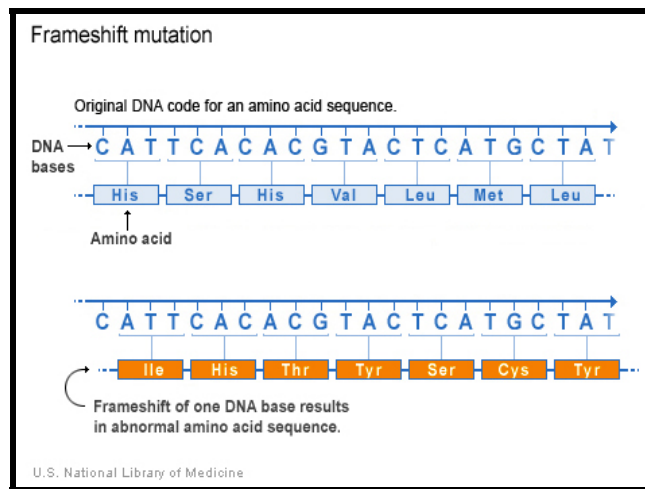 Frameshift mutation
Original DNA code for an amino acid sequence.
DNA bases
C A T T C A C A C G T A C T C A T G C T A T
His Ser His Val Leu Met Leu
Amino acid
C A T T C A C A C G T A C T C A T G C T A T
Ile His Thr Tyr Ser Cys Tyr
Frameshift of one DNA base results
in abnormal amino acid sequence.
U.S. National Library of Medicine